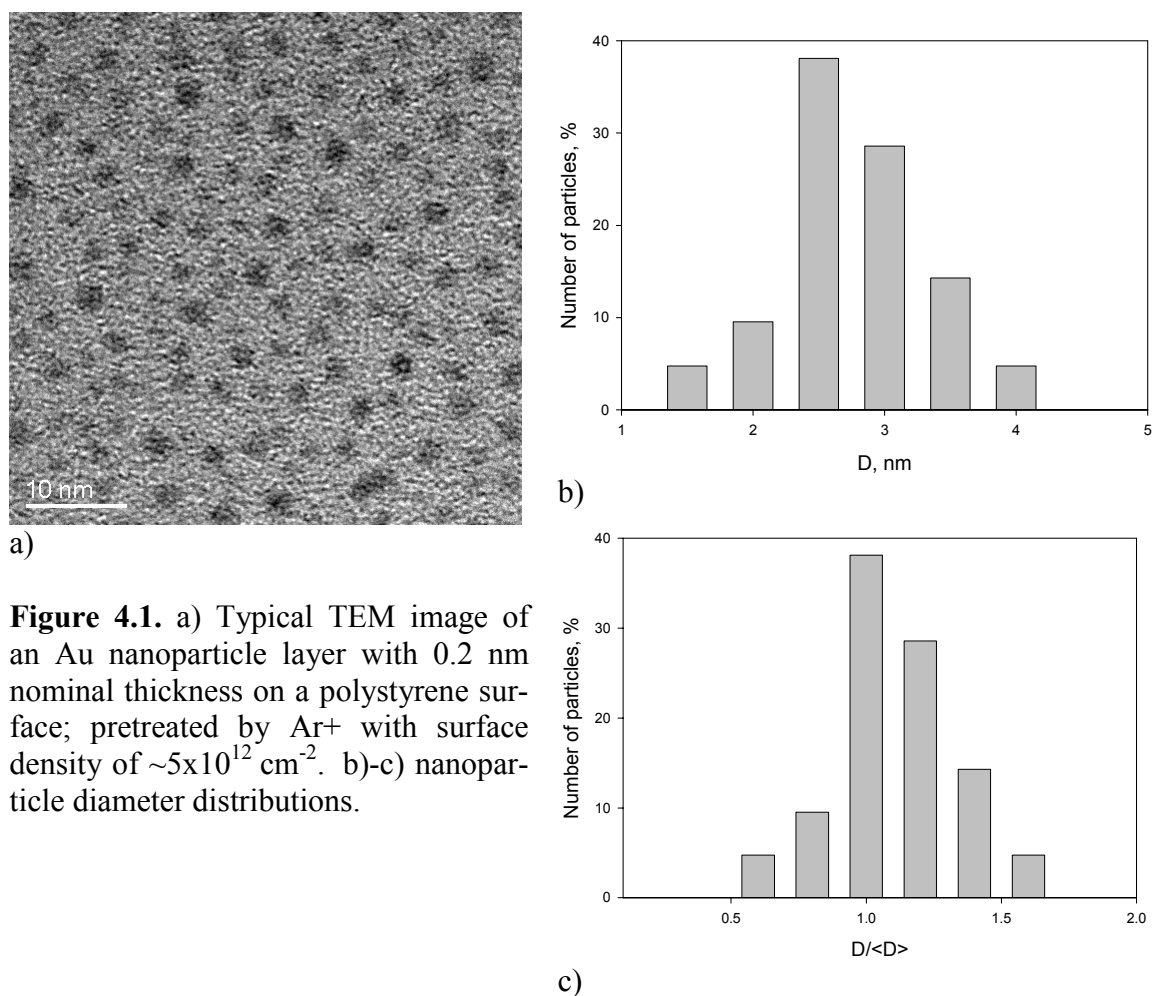 10 nm
a)
Figure 4.1. a) Typical TEM image of
an Au nanoparticle layer with 0.2 nm
nominal thickness on a polystyrene sur-
face; pretreated by Ar+ with surface
density of ~5x10¹² cm⁻². b)-c) nanopar-
ticle diameter distributions.
Number of particles, %
40
30
20
10
0
1 2 3 4 5
D, nm
b)
Number of particles, %
40
30
20
10
0
0.5 1.0 1.5 2.0
D/<D>
c)